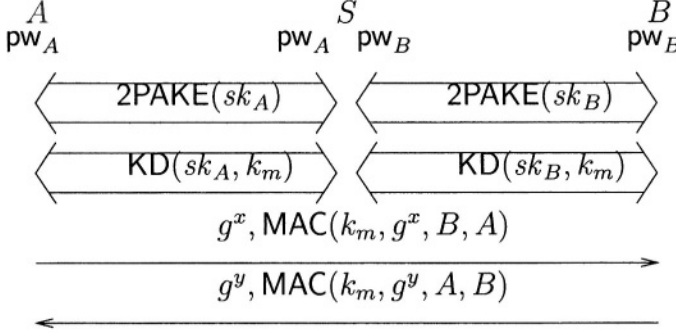 A S B
pw_A pw_A pw_B pw_B
2PAKE(sk_A) 2PAKE(sk_B)
KD(sk_A, k_m) KD(sk_B, k_m)
g^x, MAC(k_m, g^x, B, A)
g^y, MAC(k_m, g^y, A, B)